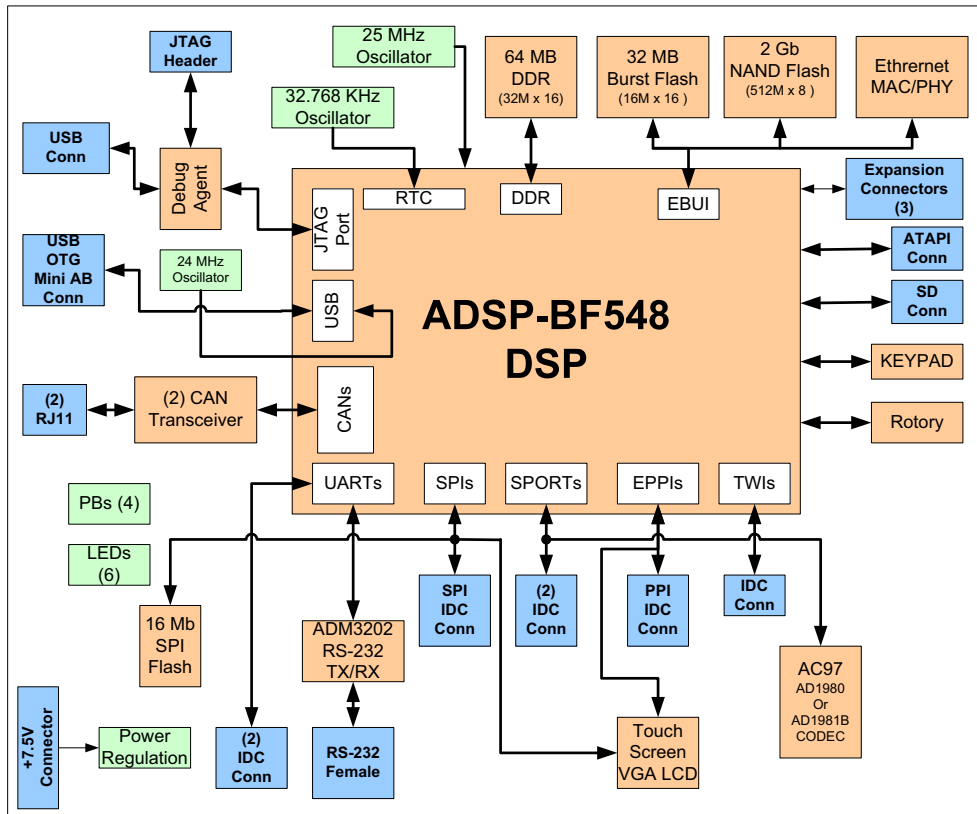 25 MHz
Oscillator
JTAG
Header
64 MB
DDR
(32M x 16)
32 MB
Burst Flash
(16M x 16 )
2 Gb
NAND Flash
(512M x 8 )
Ethrernet
MAC/PHY
32.768 KHz
Oscillator
USB
Conn
Debug
Agent
RTC
DDR
EBUI
Expansion
Connectors
(3)
JTAG
Port
USB
OTG
Mini AB
Conn
24 MHz
Oscillator
USB
ATAPI
Conn
SD
Conn
ADSP-BF548
DSP
KEYPAD
(2)
RJ11
(2) CAN
Transceiver
CANs
Rotory
UARTs
SPIs
SPORTs
EPPIs
TWIs
PBs (4)
LEDs
(6)
16 Mb
SPI
Flash
ADM3202
RS-232
TX/RX
SPI
IDC
Conn
(2)
IDC
Conn
PPI
IDC
Conn
IDC
Conn
AC97
AD1980
Or
AD1981B
CODEC
+7.5V
Connector
Power
Regulation
(2)
IDC
Conn
RS-232
Female
Touch
Screen
VGA LCD